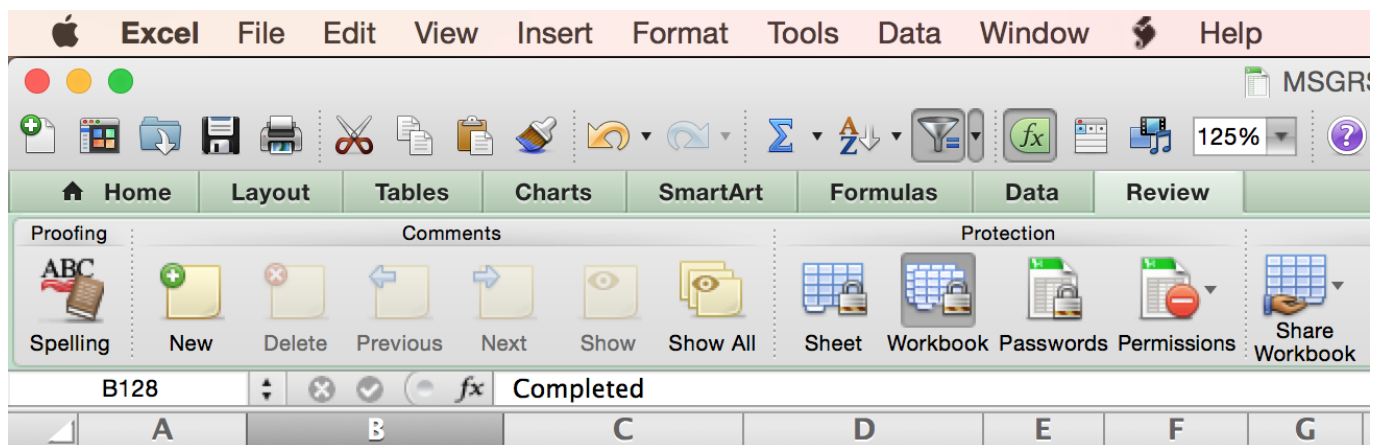 Excel File Edit View Insert Format Tools Data Window Help
MSGRS
A Z fx 125% ?
Home Layout Tables Charts SmartArt Formulas Data Review
Proofing Comments Protection
ABC
Spelling New Delete Previous Next Show Show All Sheet Workbook Passwords Permissions Share Workbook
B128 fx Completed
A B C D E F G